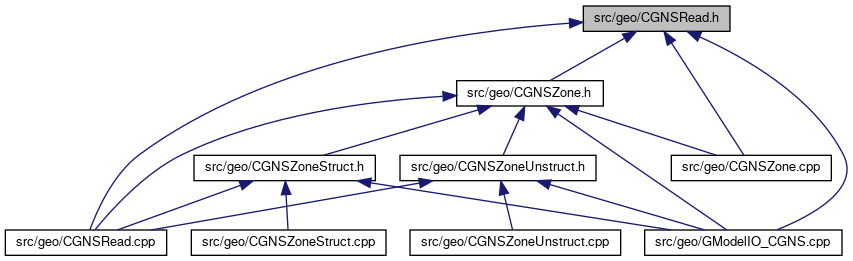 src/geo/CGNSRead.h
src/geo/CGNSZone.h
src/geo/CGNSZoneStruct.h
src/geo/CGNSZoneUnstruct.h
src/geo/CGNSZone.cpp
src/geo/CGNSRead.cpp
src/geo/CGNSZoneStruct.cpp
src/geo/CGNSZoneUnstruct.cpp
src/geo/GModelIO_CGNS.cpp